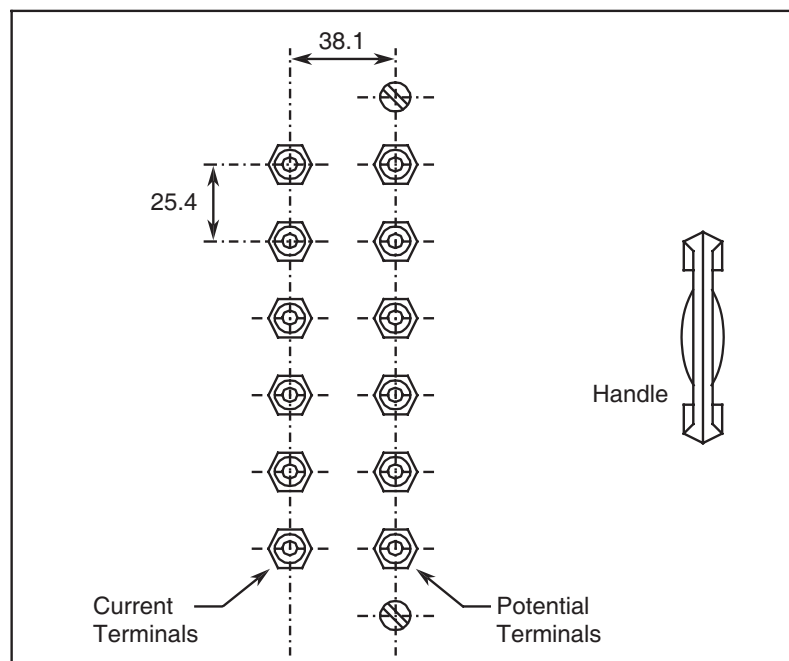 38.1
25.4
Handle
Current
Terminals
Potential
Terminals